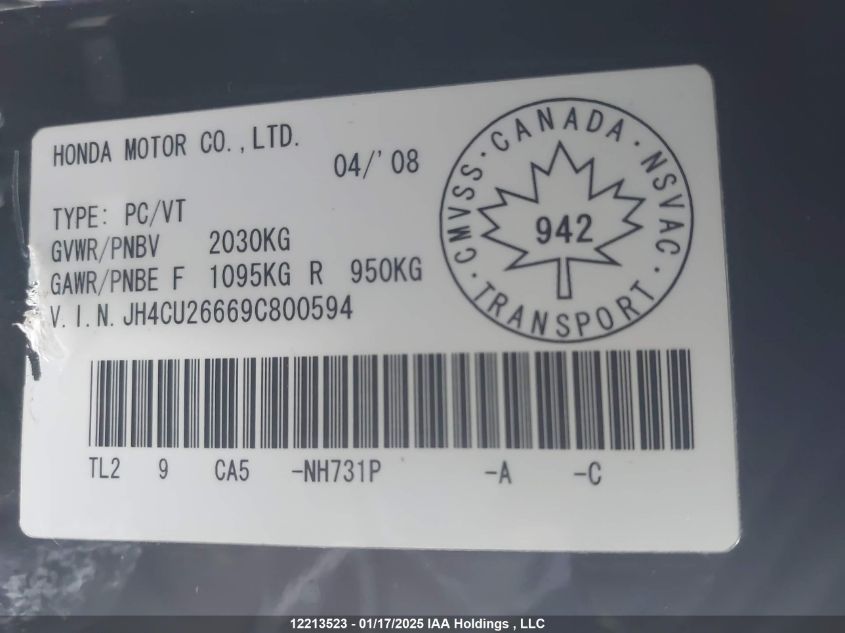 HONDA MOTOR CO.,LTD.
04/'08
TYPE: PC/VT
GVWR/PNBV 2030KG
GAWR/PNBE F 1095KG R 950KG
V.I.N. JH4CU26669C800594
CMVSS · CANADA · NSVAC · TRANSPORT ·
942
TL2 9 CA5 -NH731P -A -C
12213523 - 01/17/2025 IAA Holdings , LLC